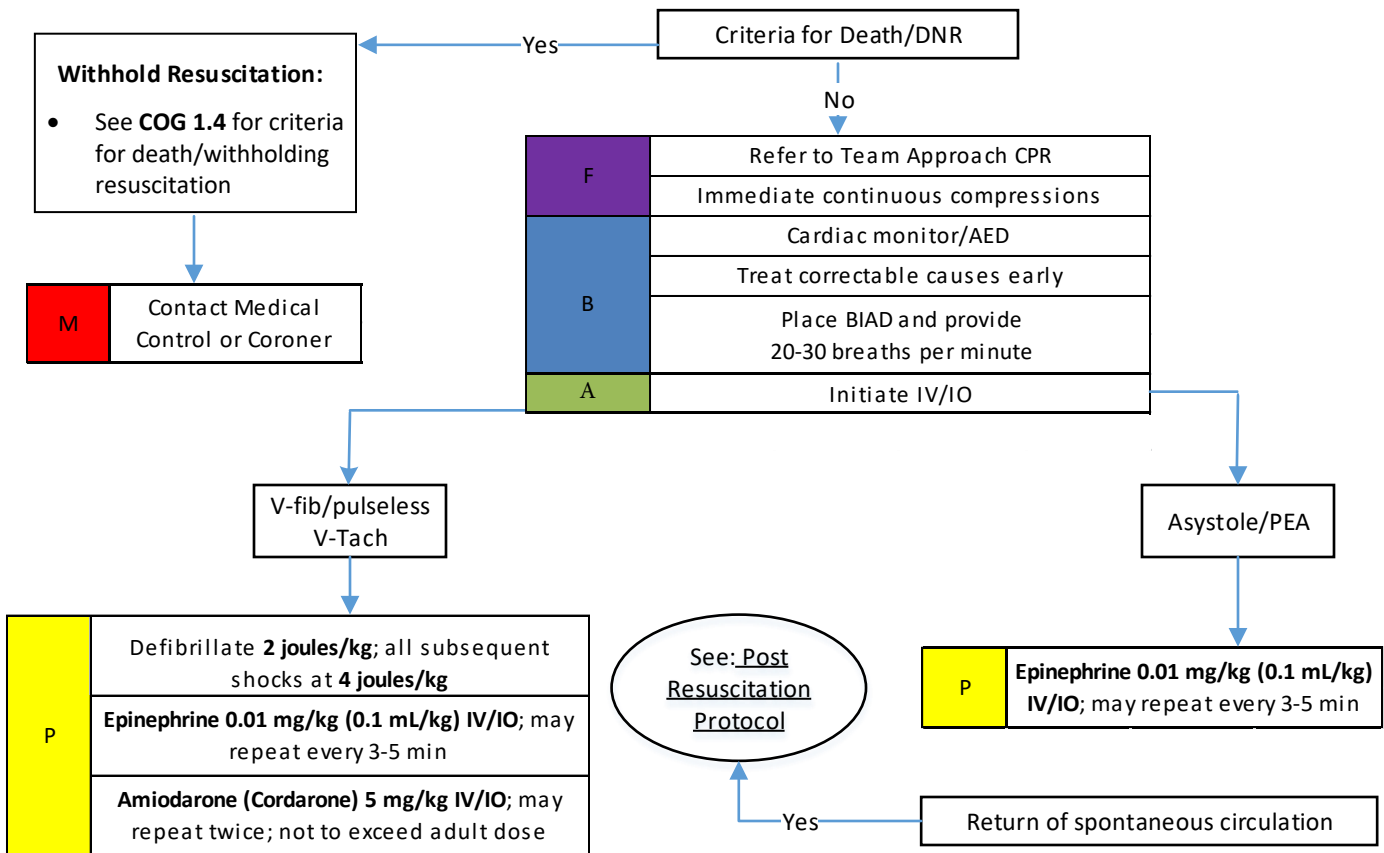 Criteria for Death/DNR
Yes
No
Withhold Resuscitation:
• See COG 1.4 for criteria
for death/withholding
resuscitation
M
Contact Medical
Control or Coroner
F
Refer to Team Approach CPR
Immediate continuous compressions
B
Cardiac monitor/AED
Treat correctable causes early
Place BIAD and provide
20-30 breaths per minute
A
Initiate IV/IO
V-fib/pulseless
V-Tach
Asystole/PEA
P
Defibrillate 2 joules/kg; all subsequent
shocks at 4 joules/kg
Epinephrine 0.01 mg/kg (0.1 mL/kg) IV/IO; may
repeat every 3-5 min
Amiodarone (Cordarone) 5 mg/kg IV/IO; may
repeat twice; not to exceed adult dose
See: Post
Resuscitation
Protocol
P
Epinephrine 0.01 mg/kg (0.1 mL/kg)
IV/IO; may repeat every 3-5 min
Yes
Return of spontaneous circulation